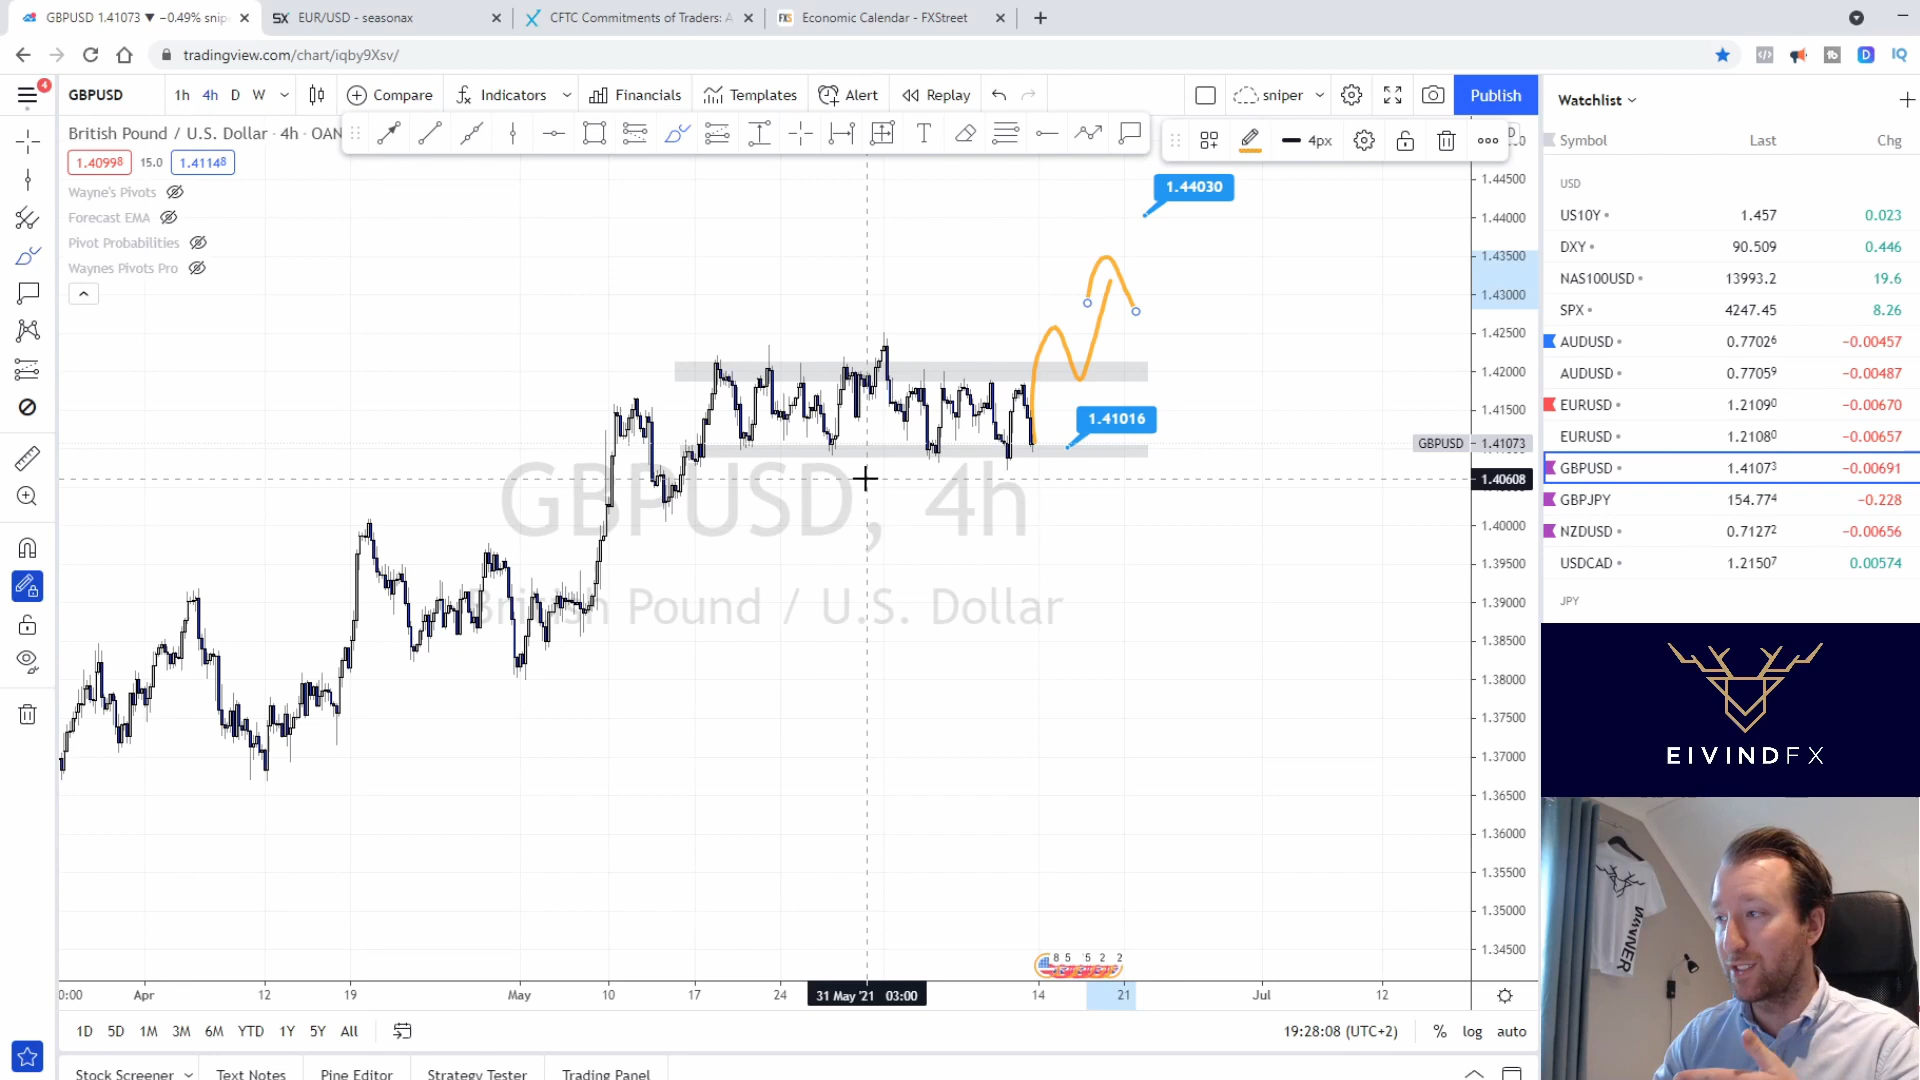 GBPUSD 1.41073 ▼ −0.49% snip
EUR/USD - seasonax
CFTC Commitments of Traders: A
FXS Economic Calendar - FXStreet
tradingview.com/chart/iqby9Xsv/
4
GBPUSD 1h 4h D W Compare Indicators Financials Templates Alert Replay sniper Publish
4px
British Pound / U.S. Dollar · 4h · OAN
1.40998 15.0 1.41148
Wayne's Pivots
Forecast EMA
Pivot Probabilities
Waynes Pivots Pro
1.44030
1.41016
GBPUSD, 4h
British Pound / U.S. Dollar
1.44500
1.44000
1.43500
1.43000
1.42500
1.42000
1.41500
GBPUSD 1.41073
1.40608
1.40000
1.39500
1.39000
1.38500
1.38000
1.37500
1.37000
1.36500
1.36000
1.35500
1.35000
1.34500
8 5 5 2 2
0:00 Apr 12 19 May 10 17 24 31 May '21 03:00 14 21 Jul 12
1D 5D 1M 3M 6M YTD 1Y 5Y All
19:28:08 (UTC+2) % log auto
Stock Screener Text Notes Pine Editor Strategy Tester Trading Panel
Watchlist
Symbol Last Chg
USD
US10Y 1.457 0.023
DXY 90.509 0.446
NAS100USD 13993.2 19.6
SPX 4247.45 8.26
AUDUSD 0.77026 −0.00457
AUDUSD 0.77059 −0.00487
EURUSD 1.21090 −0.00670
EURUSD 1.21080 −0.00657
GBPUSD 1.41073 −0.00691
GBPJPY 154.774 −0.228
NZDUSD 0.71272 −0.00656
USDCAD 1.21507 0.00574
JPY
EIVINDFX
WINNER